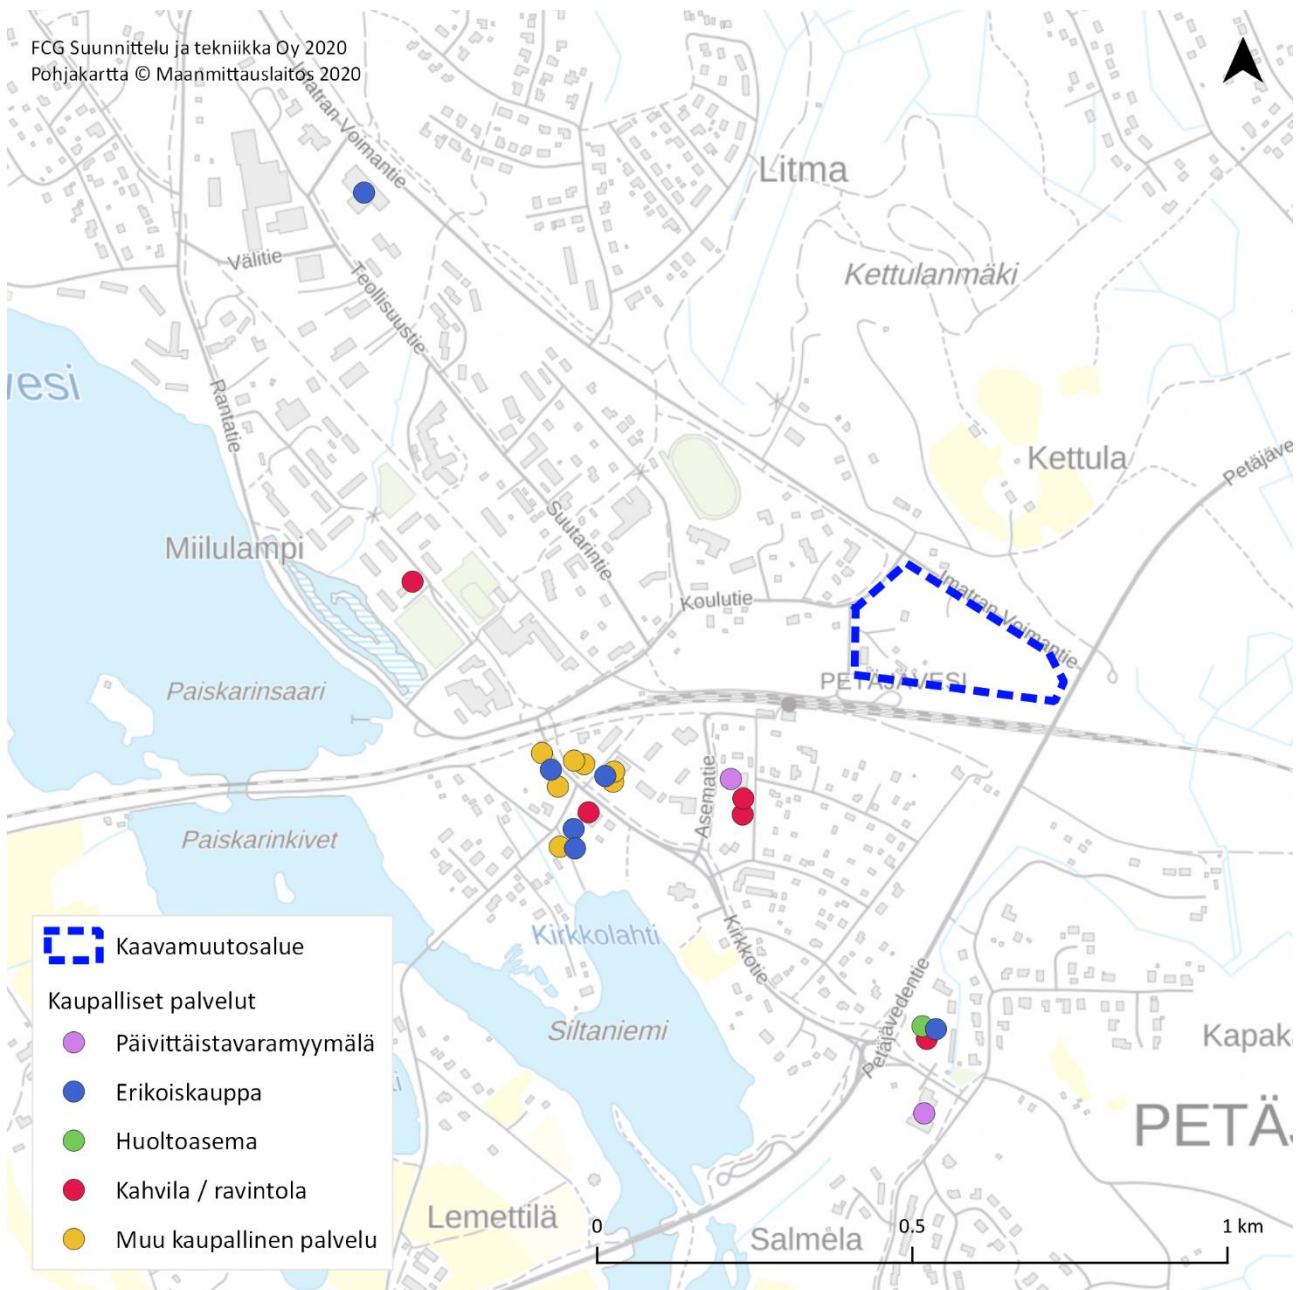 FCG Suunnittelu ja tekniikka Oy 2020
Pohjakartta © Maanmittauslaitos 2020
Imatran Voimantie
Litma
Välitie
Kettulanmäki
Teollisuustie
vesi
Rantatie
Kettula
Petäjäve
Suutarintie
Miilulampi
Imatran Voimantie
Koulutie
PETÄJÄVESI
Paiskarinsaari
Asematie
Paiskarinkivet
Kirkkolahti
Kirkkotie
Petäjävedentie
Siltaniemi
Kapaka
PETÄJ
Lemettilä
Salmela
Kaavamuutosalue
Kaupalliset palvelut
Päivittäistavaramyymälä
Erikoiskauppa
Huoltoasema
Kahvila / ravintola
Muu kaupallinen palvelu
0 0.5 1 km